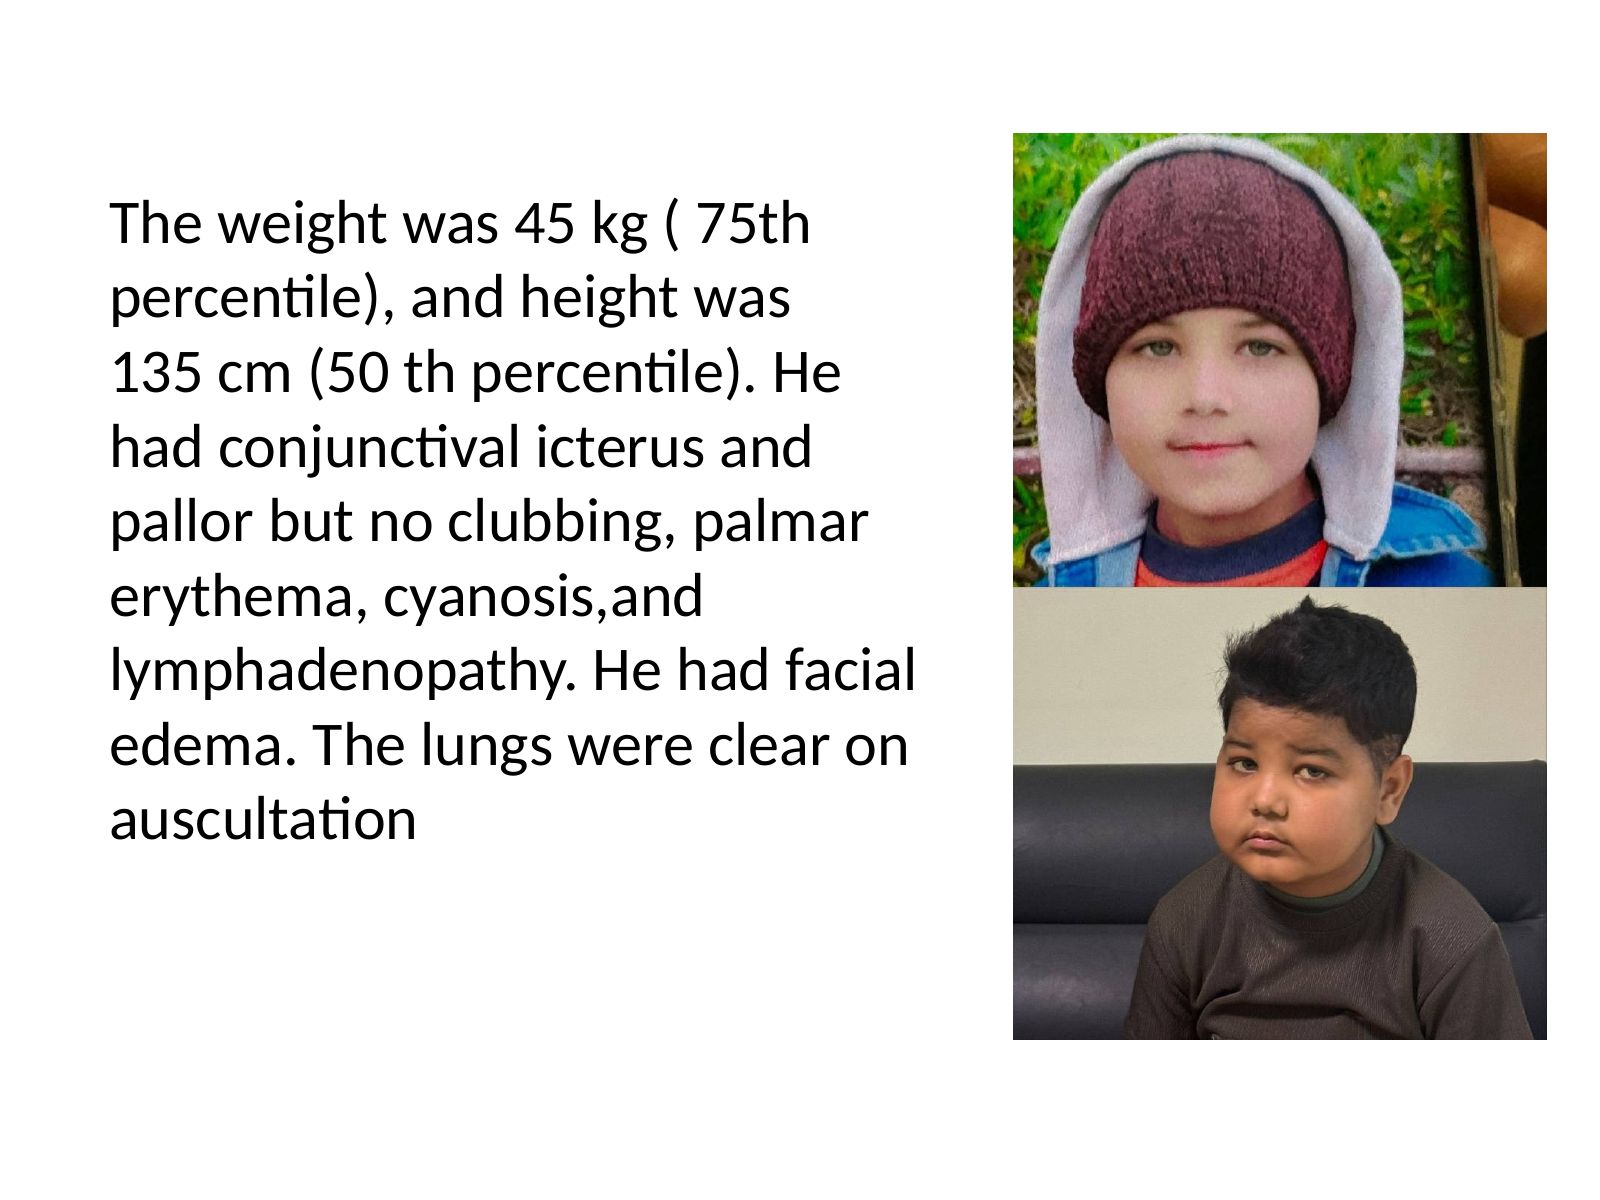 The weight was 45 kg ( 75th
percentile), and height was
135 cm (50 th percentile). He
had conjunctival icterus and
pallor but no clubbing, palmar
erythema, cyanosis,and
lymphadenopathy. He had facial
edema. The lungs were clear on
auscultation